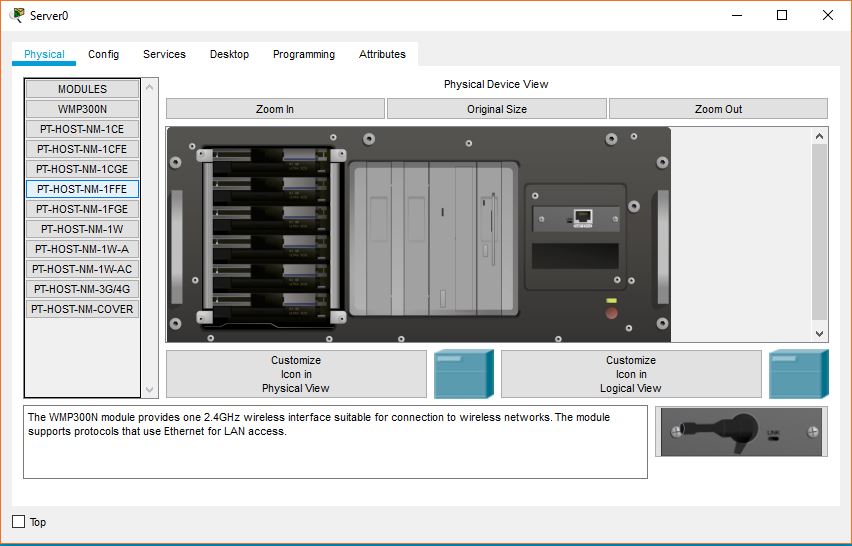 Server0
Physical Config Services Desktop Programming Attributes
MODULES
WMP300N
PT-HOST-NM-1CE
PT-HOST-NM-1CFE
PT-HOST-NM-1CGE
PT-HOST-NM-1FFE
PT-HOST-NM-1FGE
PT-HOST-NM-1W
PT-HOST-NM-1W-A
PT-HOST-NM-1W-AC
PT-HOST-NM-3G/4G
PT-HOST-NM-COVER
Physical Device View
Zoom In Original Size Zoom Out
Customize
Icon in
Physical View
Customize
Icon in
Logical View
The WMP300N module provides one 2.4GHz wireless interface suitable for connection to wireless networks. The module
supports protocols that use Ethernet for LAN access.
LINK
Top